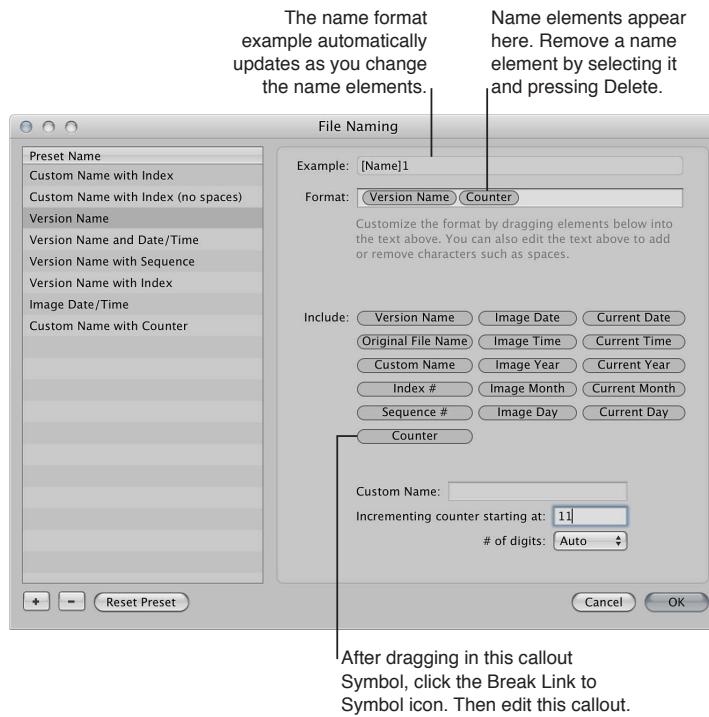 The name format
example automatically
updates as you change
the name elements.
Name elements appear
here. Remove a name
element by selecting it
and pressing Delete.
File Naming
Preset Name
Custom Name with Index
Custom Name with Index (no spaces)
Version Name
Version Name and Date/Time
Version Name with Sequence
Version Name with Index
Image Date/Time
Custom Name with Counter
Example: [Name]1
Format: Version Name Counter
Customize the format by dragging elements below into
the text above. You can also edit the text above to add
or remove characters such as spaces.
Include: Version Name Image Date Current Date
Original File Name Image Time Current Time
Custom Name Image Year Current Year
Index # Image Month Current Month
Sequence # Image Day Current Day
Counter
Custom Name:
Incrementing counter starting at: 11
# of digits: Auto
+ - Reset Preset Cancel OK
After dragging in this callout
Symbol, click the Break Link to
Symbol icon. Then edit this callout.